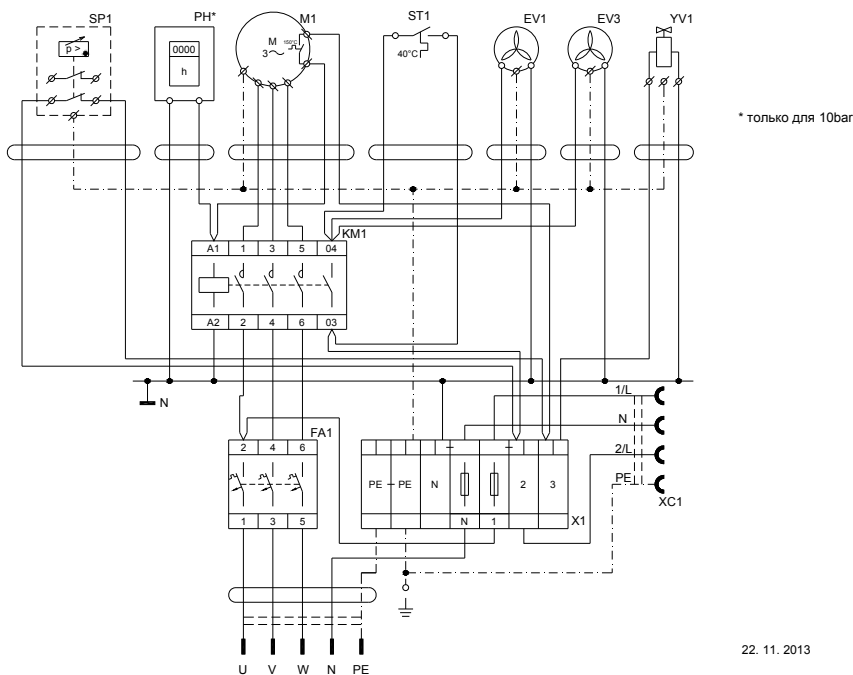 SP1 PH* M1 ST1 EV1 EV3 YV1
p > 0000 M 150°C
h 3 40°C
* только для 10bar
KM1
A1 1 3 5 04
A2 2 4 6 03
N
1/L
N
2/L
PE
XC1
FA1
2 4 6
PE PE N 2 3
1 3 5 N 1 X1
U V W N PE
22. 11. 2013